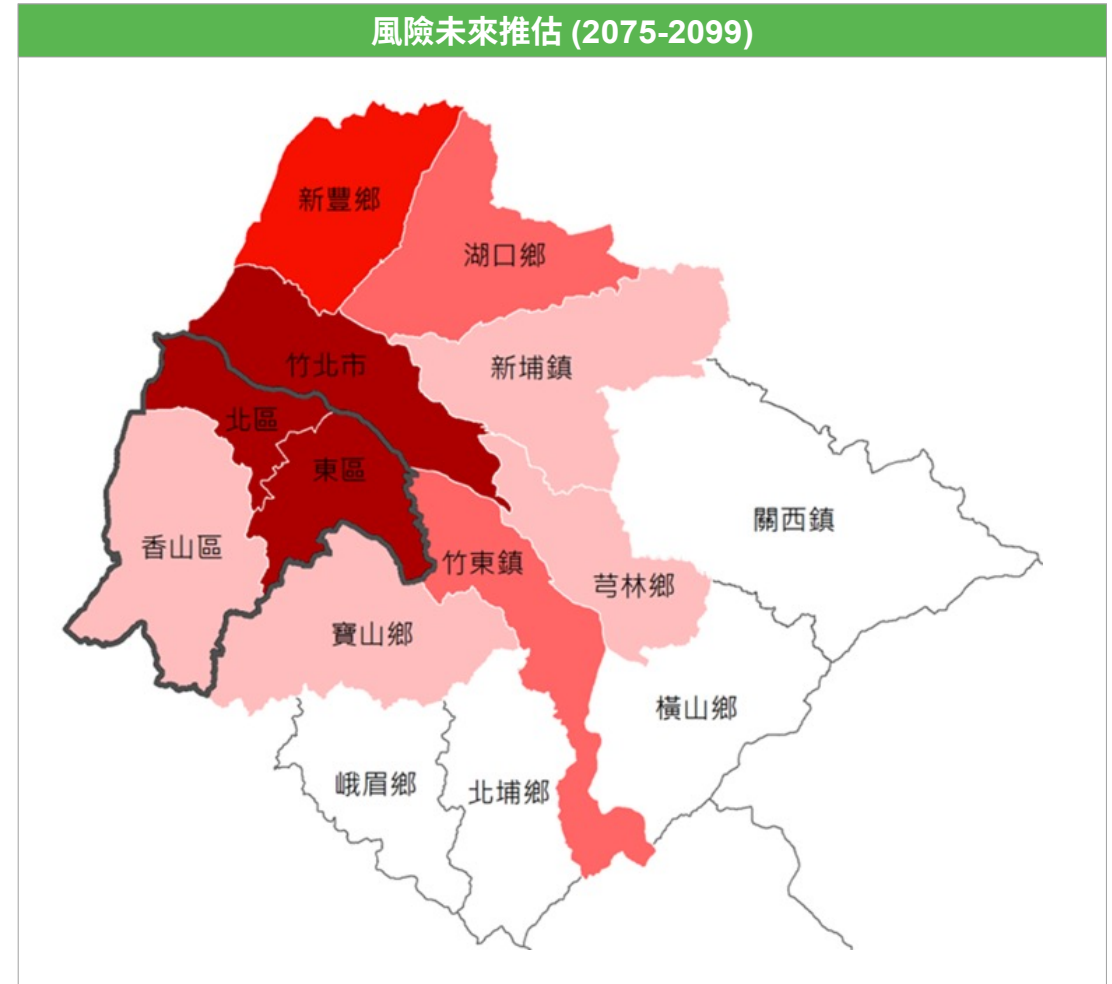 風險未來推估 (2075-2099)
新豐鄉
湖口鄉
竹北市
新埔鎮
北區
東區
關西鎮
香山區
竹東鎮
芎林鄉
寶山鄉
橫山鄉
峨眉鄉
北埔鄉